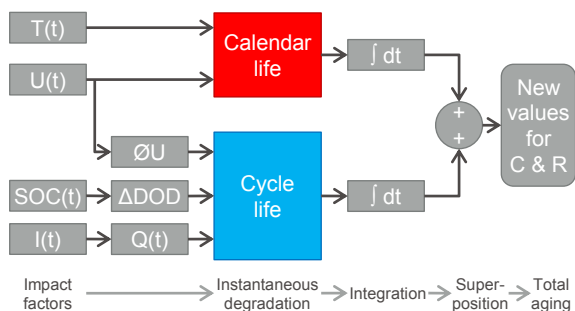 T(t)
Calendar
life
∫ dt
U(t)
New
values
for
C & R
+
+
ØU
Cycle
life
SOC(t)
ΔDOD
∫ dt
I(t)
Q(t)
Impact
factors
Instantaneous
degradation
Integration
Super-
position
Total
aging